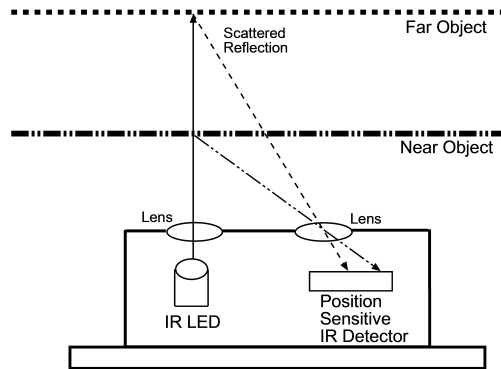 Far Object
Scattered
Reflection
Near Object
Lens
Lens
IR LED
Position
Sensitive
IR Detector